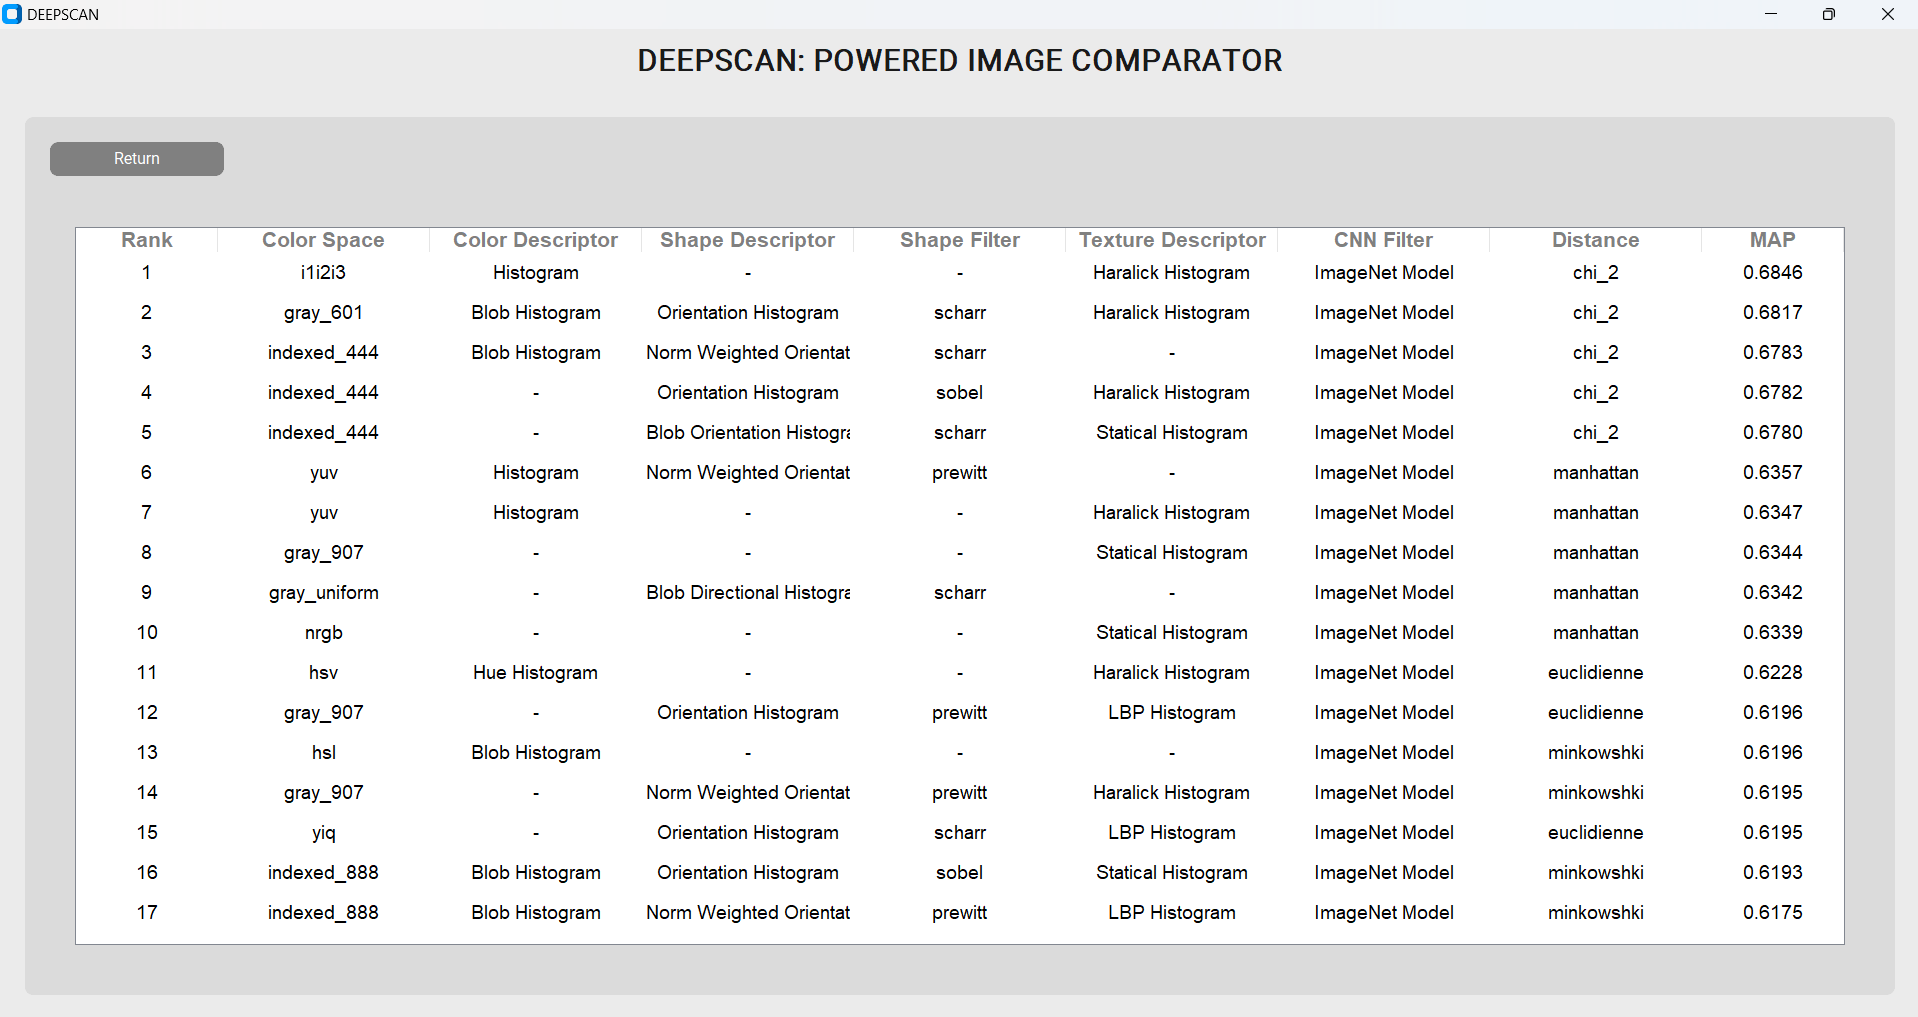 DEEPSCAN
DEEPSCAN: POWERED IMAGE COMPARATOR
Return
Rank Color Space Color Descriptor Shape Descriptor Shape Filter Texture Descriptor CNN Filter Distance MAP
1 i1i2i3 Histogram - - Haralick Histogram ImageNet Model chi_2 0.6846
2 gray_601 Blob Histogram Orientation Histogram scharr Haralick Histogram ImageNet Model chi_2 0.6817
3 indexed_444 Blob Histogram Norm Weighted Orientat scharr - ImageNet Model chi_2 0.6783
4 indexed_444 - Orientation Histogram sobel Haralick Histogram ImageNet Model chi_2 0.6782
5 indexed_444 - Blob Orientation Histogra scharr Statical Histogram ImageNet Model chi_2 0.6780
6 yuv Histogram Norm Weighted Orientat prewitt - ImageNet Model manhattan 0.6357
7 yuv Histogram - - Haralick Histogram ImageNet Model manhattan 0.6347
8 gray_907 - - - Statical Histogram ImageNet Model manhattan 0.6344
9 gray_uniform - Blob Directional Histogra scharr - ImageNet Model manhattan 0.6342
10 nrgb - - - Statical Histogram ImageNet Model manhattan 0.6339
11 hsv Hue Histogram - - Haralick Histogram ImageNet Model euclidienne 0.6228
12 gray_907 - Orientation Histogram prewitt LBP Histogram ImageNet Model euclidienne 0.6196
13 hsl Blob Histogram - - - ImageNet Model minkowshki 0.6196
14 gray_907 - Norm Weighted Orientat prewitt Haralick Histogram ImageNet Model minkowshki 0.6195
15 yiq - Orientation Histogram scharr LBP Histogram ImageNet Model euclidienne 0.6195
16 indexed_888 Blob Histogram Orientation Histogram sobel Statical Histogram ImageNet Model minkowshki 0.6193
17 indexed_888 Blob Histogram Norm Weighted Orientat prewitt LBP Histogram ImageNet Model minkowshki 0.6175